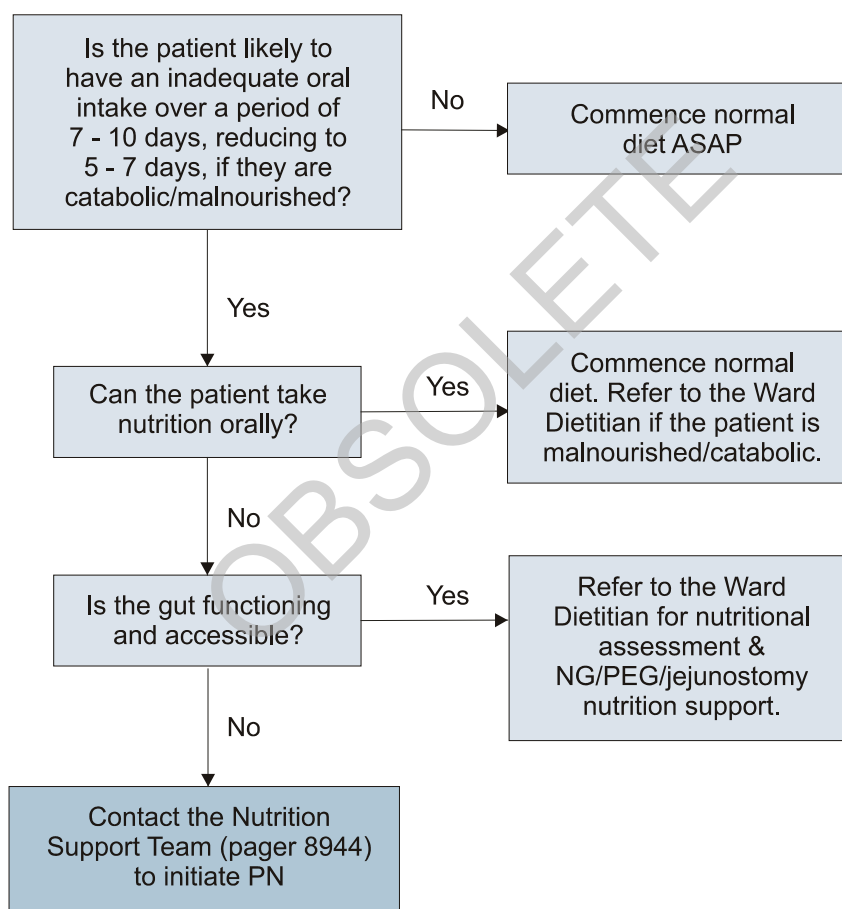 Is the patient likely to
have an inadequate oral
intake over a period of
7 - 10 days, reducing to
5 - 7 days, if they are
catabolic/malnourished?
No
Commence normal
diet ASAP
Yes
Can the patient take
nutrition orally?
Yes
Commence normal
diet. Refer to the Ward
Dietitian if the patient is
malnourished/catabolic.
No
Is the gut functioning
and accessible?
Yes
Refer to the Ward
Dietitian for nutritional
assessment &
NG/PEG/jejunostomy
nutrition support.
No
Contact the Nutrition
Support Team (pager 8944)
to initiate PN
OBSOLETE